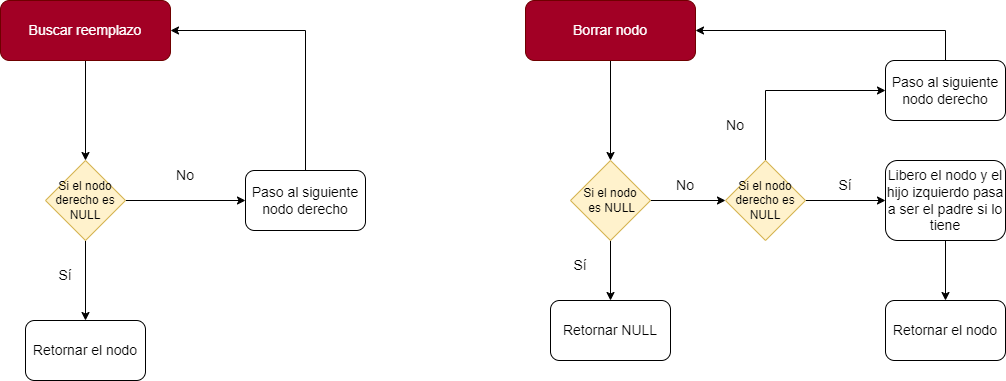 Buscar reemplazo
No
Si el nodo
derecho es
NULL
Paso al siguiente
nodo derecho
Sí
Retornar el nodo
Borrar nodo
Paso al siguiente
nodo derecho
No
Si el nodo
es NULL
No
Si el nodo
derecho es
NULL
Sí
Libero el nodo y el
hijo izquierdo pasa
a ser el padre si lo
tiene
Sí
Retornar NULL
Retornar el nodo